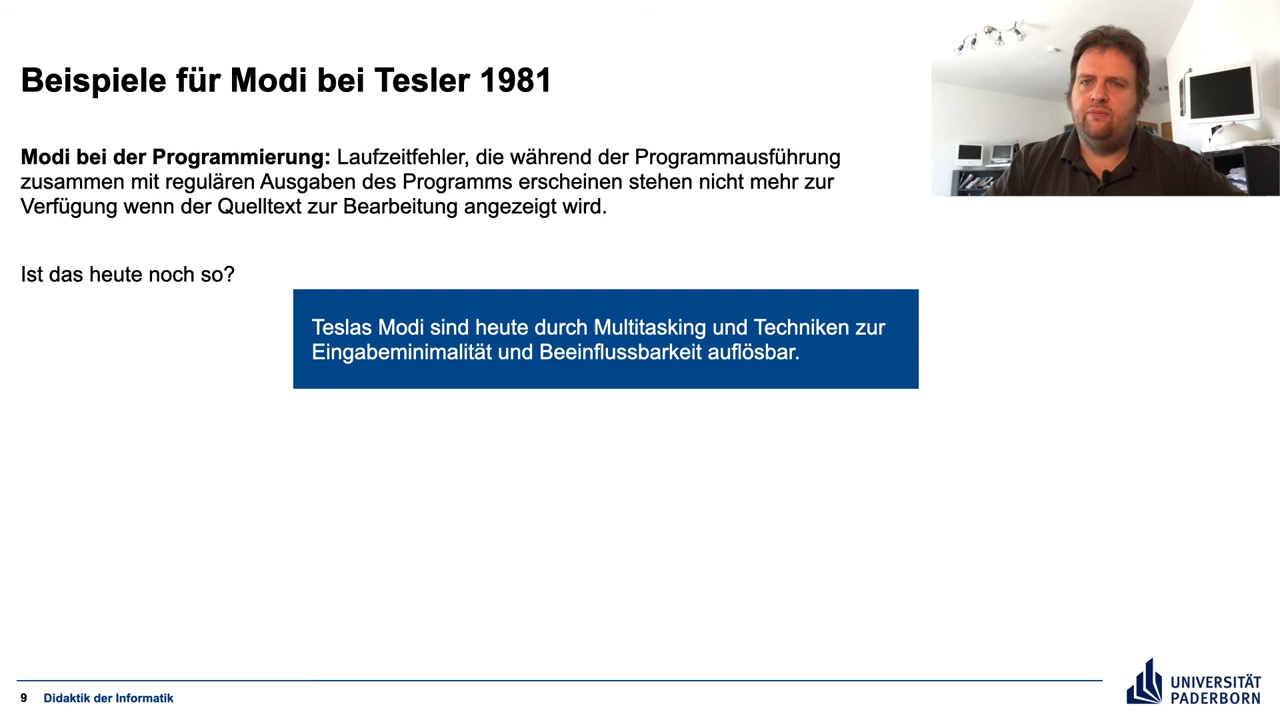 Beispiele für Modi bei Tesler 1981
Modi bei der Programmierung: Laufzeitfehler, die während der Programmausführung
zusammen mit regulären Ausgaben des Programms erscheinen stehen nicht mehr zur
Verfügung wenn der Quelltext zur Bearbeitung angezeigt wird.
Ist das heute noch so?
Teslas Modi sind heute durch Multitasking und Techniken zur
Eingabeminimalität und Beeinflussbarkeit auflösbar.
9 Didaktik der Informatik
UNIVERSITÄT
PADERBORN